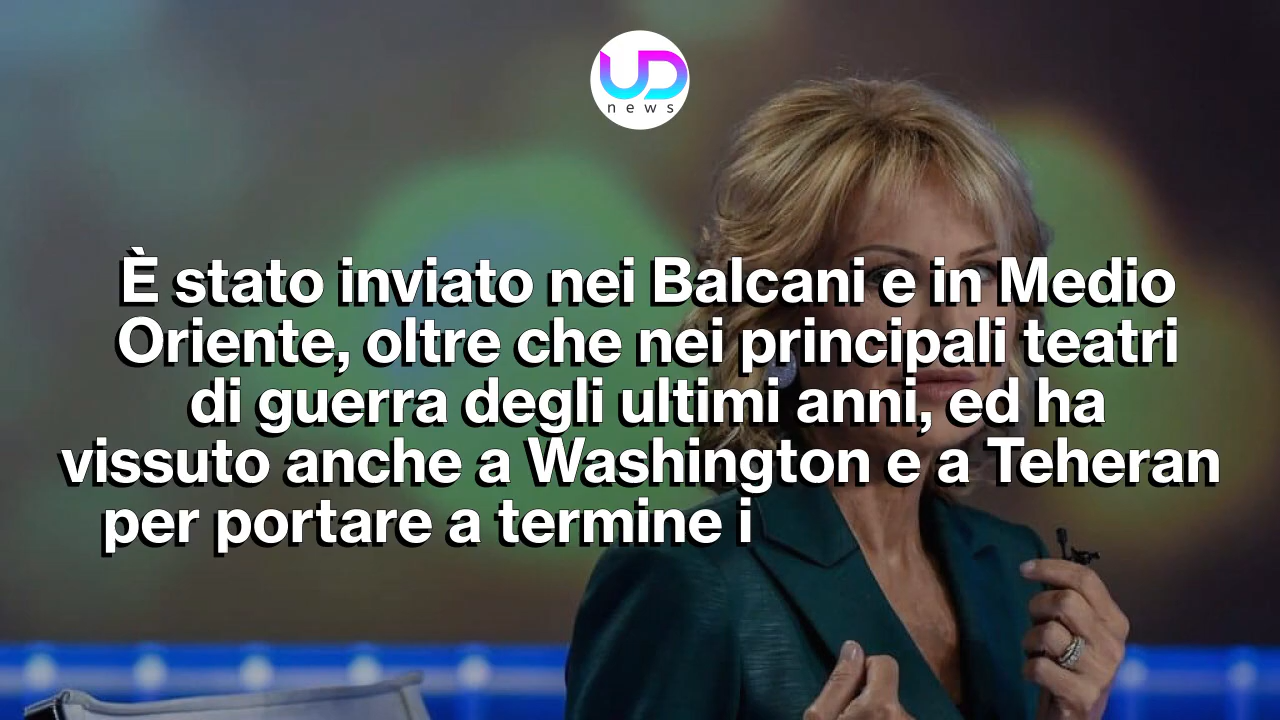 UD
news
È stato inviato nei Balcani e in Medio
Oriente, oltre che nei principali teatri
di guerra degli ultimi anni, ed ha
vissuto anche a Washington e a Teheran
per portare a termine i